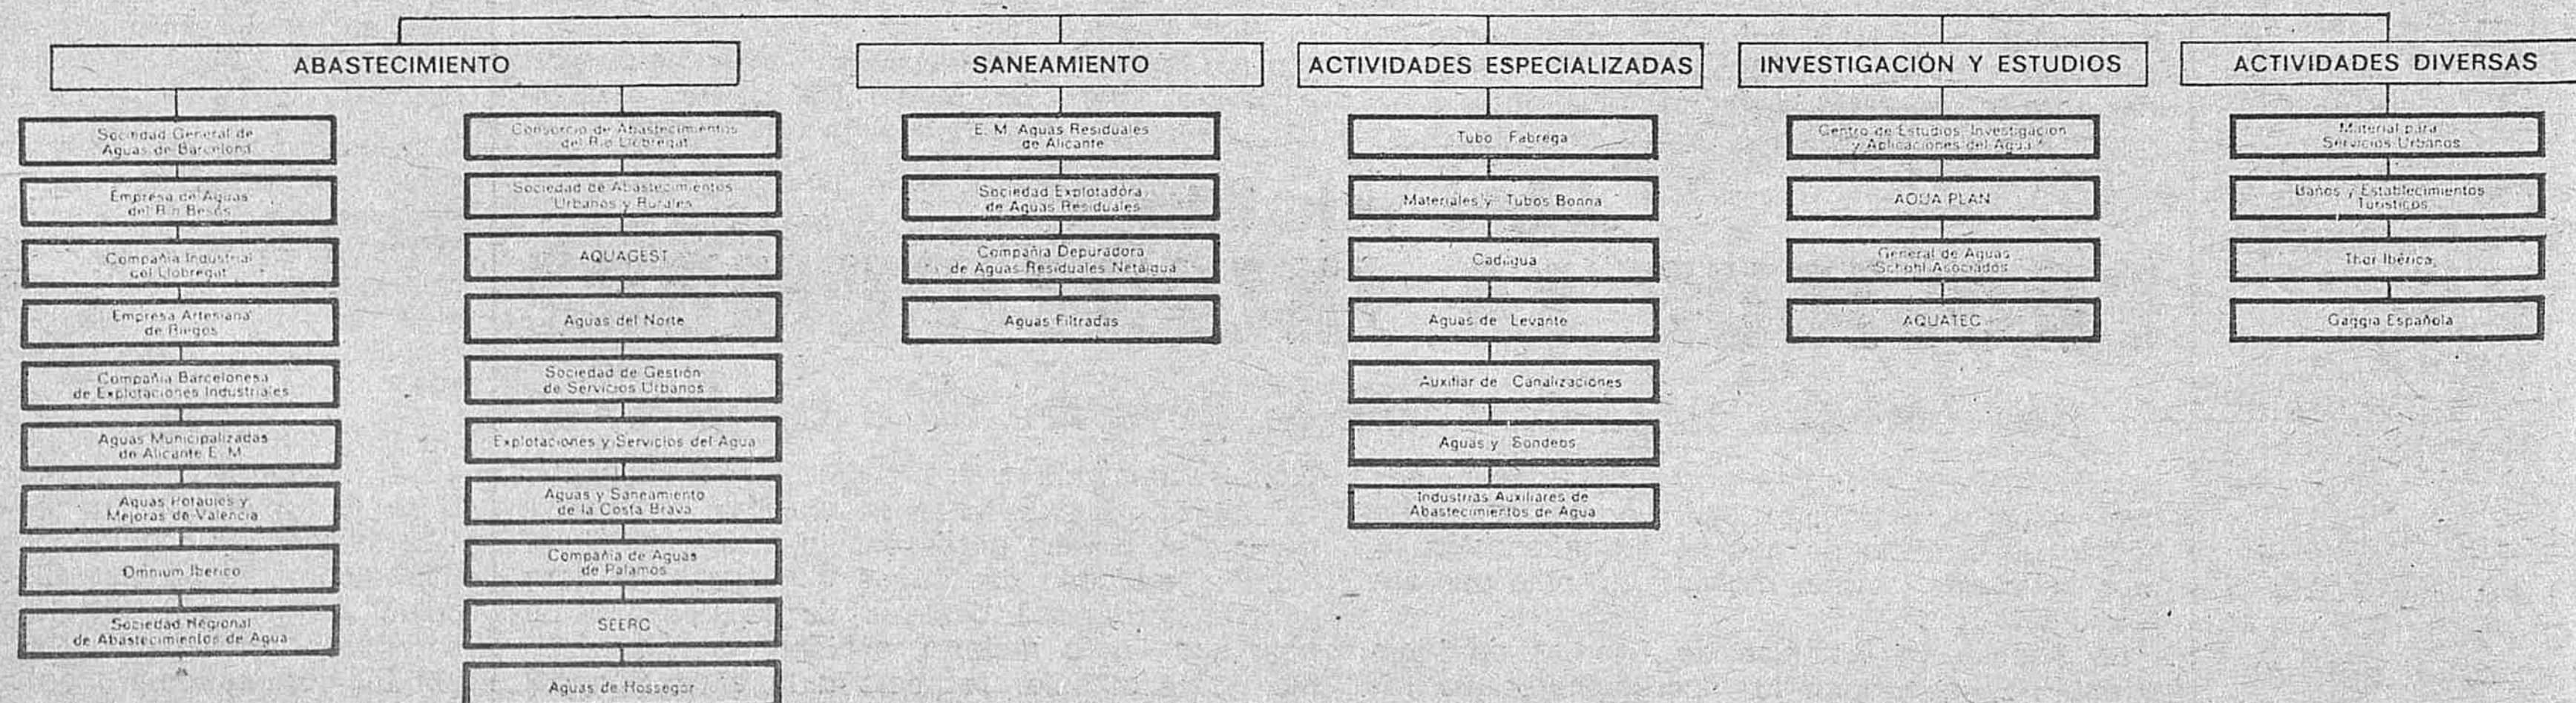 ABASTECIMIENTO
Sociedad General de
Aguas de Barcelona
Empresa de Aguas
del Río Besós
Compañía Industrial
del Llobregat
Empresa Artesiana
de Riegos
Compañía Barcelonesa
de Explotaciones Industriales
Aguas Municipalizadas
de Alicante E. M.
Aguas Potables y
Mejoras de Valencia
Omnium Ibérico
Sociedad Regional
de Abastecimientos de Agua
Consorcio de Abastecimientos
del Río Llobregat
Sociedad de Abastecimientos
Urbanos y Rurales
AQUAGEST
Aguas del Norte
Sociedad de Gestión
de Servicios Urbanos
Explotaciones y Servicios del Agua
Aguas y Saneamiento
de la Costa Brava
Compañía de Aguas
de Palamos
SEERC
Aguas de Hossegor
SANEAMIENTO
E. M. Aguas Residuales
de Alicante
Sociedad Explotadora
de Aguas Residuales
Compañía Depuradora
de Aguas Residuales Netaigua
Aguas Filtradas
ACTIVIDADES ESPECIALIZADAS
Tubo Fabrega
Materiales y Tubos Bonna
Cadagua
Aguas de Levante
Auxiliar de Canalizaciones
Aguas y Sondeos
Industrias Auxiliares de
Abastecimientos de Agua
INVESTIGACIÓN Y ESTUDIOS
Centro de Estudios, Investigación
y Aplicaciones del Agua
AQUA PLAN
General de Aguas
Schohl Asociados
AQUATEC
ACTIVIDADES DIVERSAS
Material para
Servicios Urbanos
Baños y Establecimientos
Turísticos
Thor Ibérica
Gaggia Española